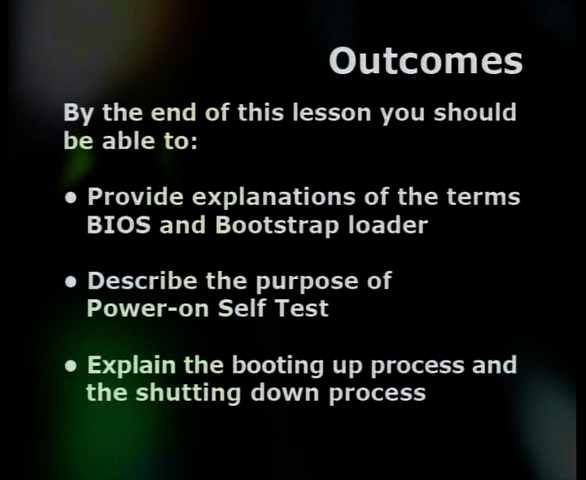 Outcomes
By the end of this lesson you should
be able to:
• Provide explanations of the terms
BIOS and Bootstrap loader
• Describe the purpose of
Power-on Self Test
• Explain the booting up process and
the shutting down process